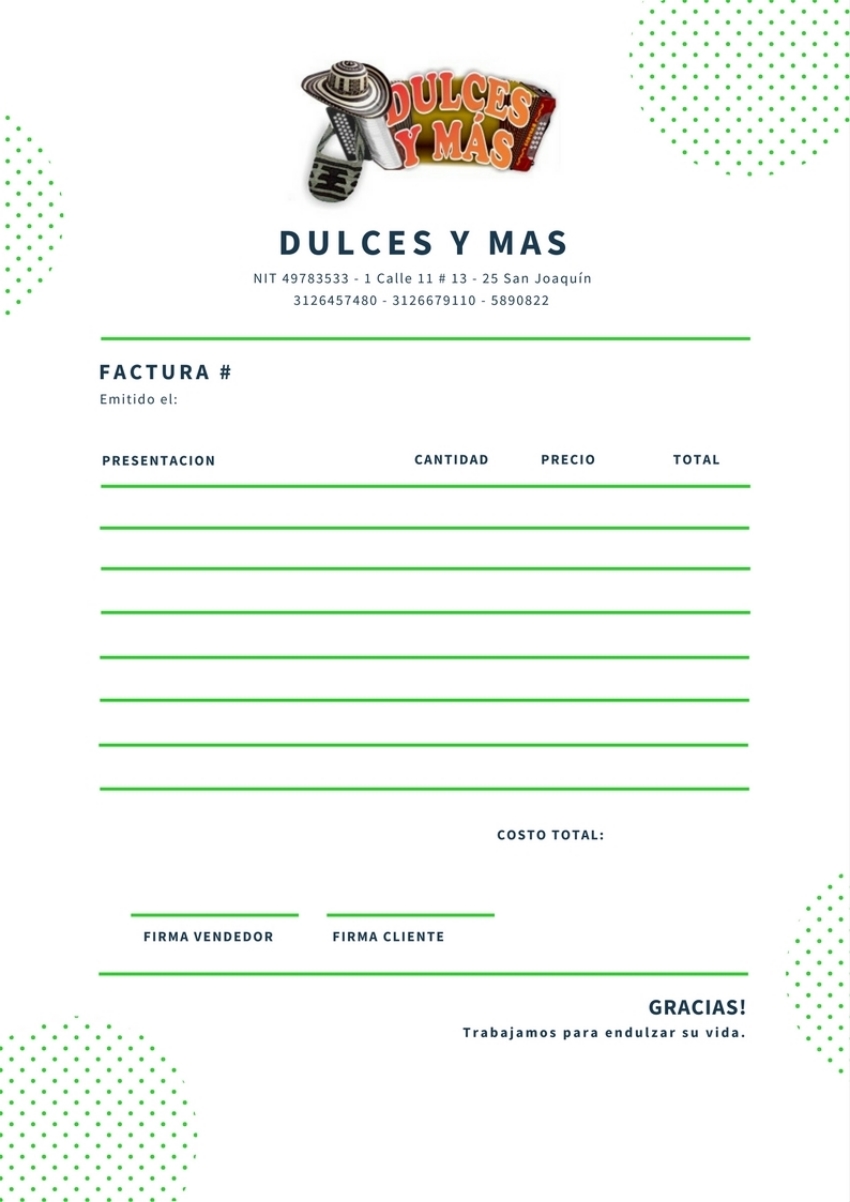 DULCES
Y MÁS
DULCES Y MAS
NIT 49783533 - 1 Calle 11 # 13 - 25 San Joaquín
3126457480 - 3126679110 - 5890822
FACTURA #
Emitido el:
PRESENTACION CANTIDAD PRECIO TOTAL
COSTO TOTAL:
FIRMA VENDEDOR FIRMA CLIENTE
GRACIAS!
Trabajamos para endulzar su vida.